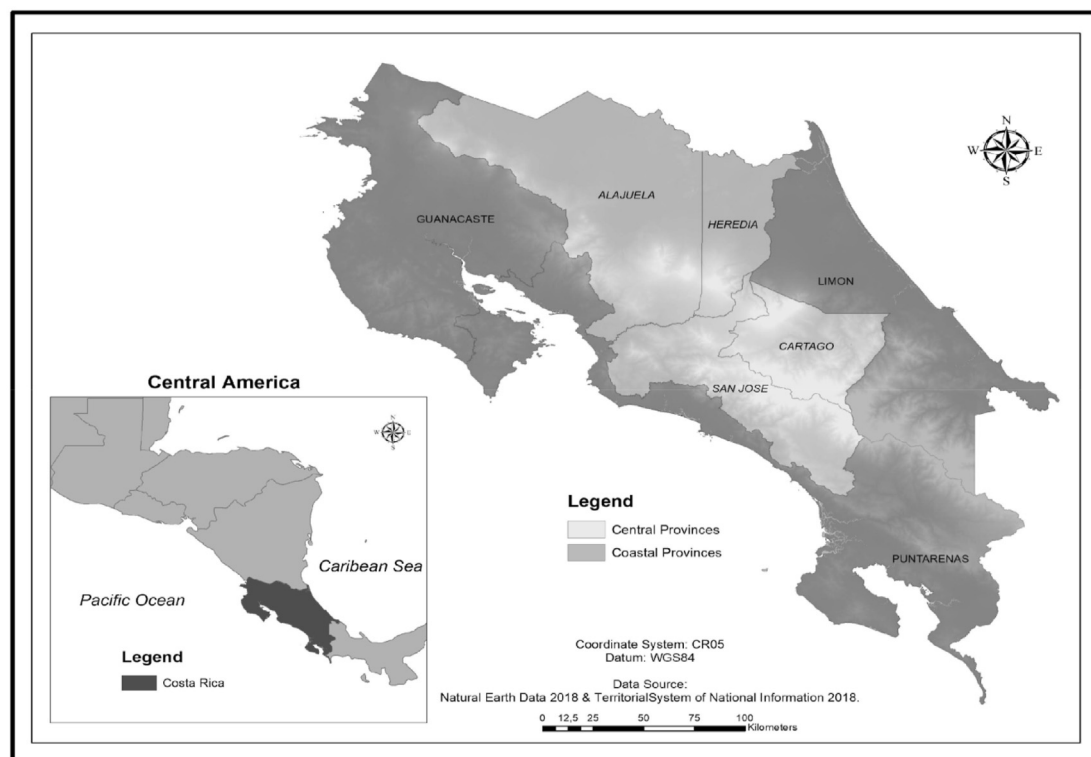 N
W E
S
ALAJUELA
GUANACASTE
HEREDIA
LIMON
CARTAGO
SAN JOSE
PUNTARENAS
Central America
N
W E
S
Caribean Sea
Pacific Ocean
Legend
Costa Rica
Legend
Central Provinces
Coastal Provinces
Coordinate System: CR05
Datum: WGS84
Data Source:
Natural Earth Data 2018 & TerritorialSystem of National Information 2018.
0 12,5 25 50 75 100
Kilometers